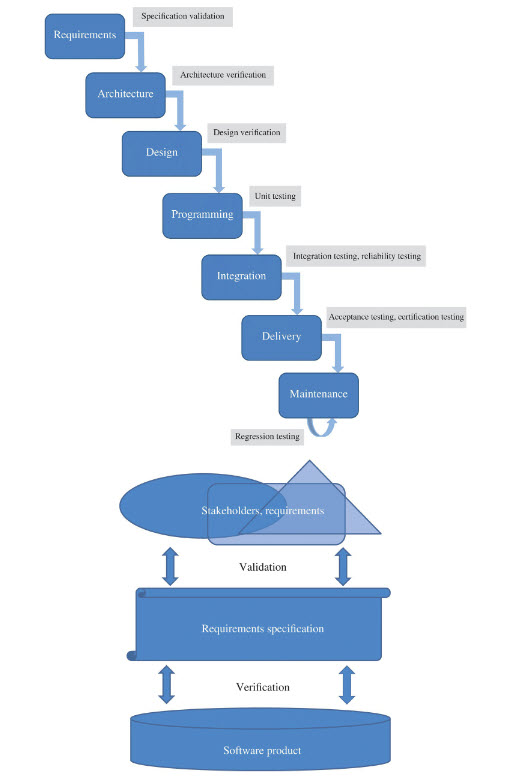 Specification validation
Requirements
Architecture verification
Architecture
Design verification
Design
Unit testing
Programming
Integration testing, reliability testing
Integration
Acceptance testing, certification testing
Delivery
Maintenance
Regression testing
Stakeholders, requirements
Validation
Requirements specification
Verification
Software product